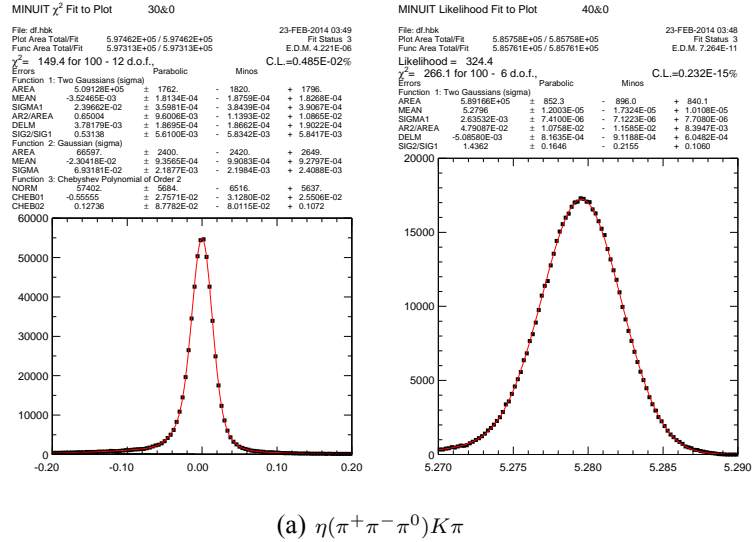 MINUIT χ² Fit to Plot 30&0
File: df.hbk 23-FEB-2014 03:49
Plot Area Total/Fit 5.97462E+05 / 5.97462E+05 Fit Status 3
Func Area Total/Fit 5.97313E+05 / 5.97313E+05 E.D.M. 4.221E-06
χ²= 149.4 for 100 - 12 d.o.f., C.L.=0.485E-02%
Errors Parabolic Minos
Function 1: Two Gaussians (sigma)
AREA 5.09128E+05 ± 1762. - 1820. + 1796.
MEAN -3.52465E-03 ± 1.8134E-04 - 1.8759E-04 + 1.8268E-04
SIGMA1 2.39662E-02 ± 3.5981E-04 - 3.8439E-04 + 3.9067E-04
AR2/AREA 0.65004 ± 9.6006E-03 - 1.1393E-02 + 1.0865E-02
DELM 3.78179E-03 ± 1.8695E-04 - 1.8662E-04 + 1.9022E-04
SIG2/SIG1 0.53138 ± 5.6100E-03 - 5.8342E-03 + 5.8417E-03
Function 2: Gaussian (sigma)
AREA 66597. ± 2400. - 2420. + 2649.
MEAN -2.30418E-02 ± 9.3565E-04 - 9.9083E-04 + 9.2797E-04
SIGMA 6.93181E-02 ± 2.1877E-03 - 2.1984E-03 + 2.4088E-03
Function 3: Chebyshev Polynomial of Order 2
NORM 57402. ± 5684. - 6516. + 5637.
CHEB01 -0.55555 ± 2.7571E-02 - 3.1280E-02 + 2.5506E-02
CHEB02 0.12736 ± 8.7782E-02 - 8.0115E-02 + 0.1072
60000
50000
40000
30000
20000
10000
0
-0.20 -0.10 0.00 0.10 0.20
MINUIT Likelihood Fit to Plot 40&0
File: df.hbk 23-FEB-2014 03:48
Plot Area Total/Fit 5.85758E+05 / 5.85758E+05 Fit Status 3
Func Area Total/Fit 5.85761E+05 / 5.85761E+05 E.D.M. 7.264E-11
Likelihood = 324.4
χ²= 266.1 for 100 - 6 d.o.f., C.L.=0.232E-15%
Errors Parabolic Minos
Function 1: Two Gaussians (sigma)
AREA 5.89166E+05 ± 852.3 - 896.0 + 840.1
MEAN 5.2796 ± 1.2003E-05 - 1.7324E-05 + 1.0108E-05
SIGMA1 2.63532E-03 ± 7.4100E-06 - 7.1223E-06 + 7.7080E-06
AR2/AREA 4.79087E-02 ± 1.0758E-02 - 1.1585E-02 + 8.3947E-03
DELM -5.08580E-03 ± 8.1635E-04 - 9.1188E-04 + 6.0482E-04
SIG2/SIG1 1.4362 ± 0.1646 - 0.2155 + 0.1060
20000
15000
10000
5000
0
5.270 5.275 5.280 5.285 5.290
(a) η(π⁺π⁻π⁰)Kπ